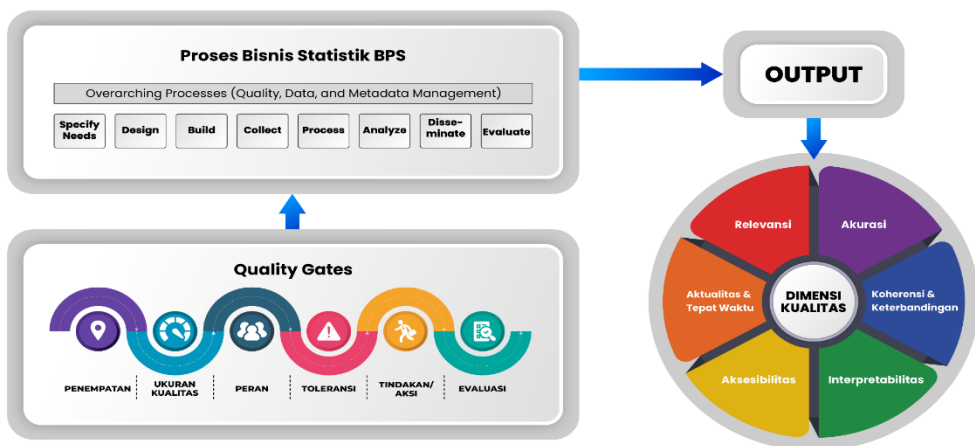 Proses Bisnis Statistik BPS
Overarching Processes (Quality, Data, and Metadata Management)
Specify
Needs
Design
Build
Collect
Process
Analyze
Disse-
minate
Evaluate
OUTPUT
Quality Gates
PENEMPATAN
UKURAN
KUALITAS
PERAN
TOLERANSI
TINDAKAN/
AKSI
EVALUASI
Relevansi
Akurasi
Aktualitas &
Tepat Waktu
DIMENSI
KUALITAS
Koherensi &
Keterbandingan
Aksesibilitas
Interpretabilitas